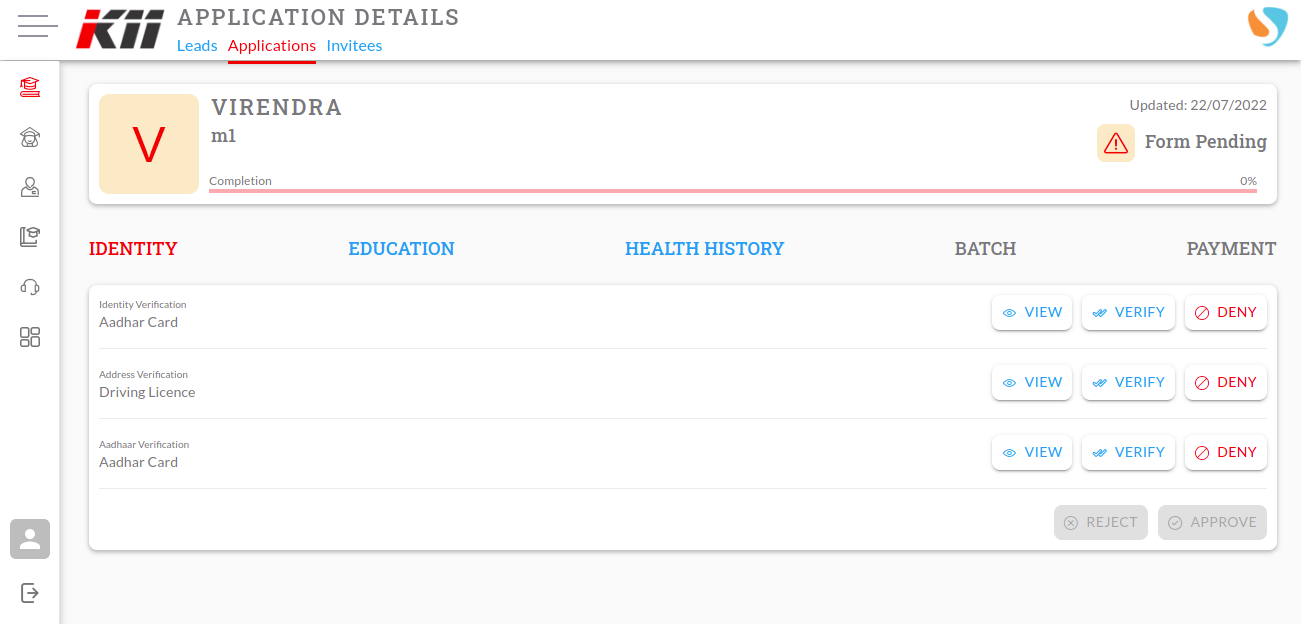 KII APPLICATION DETAILS
Leads Applications Invitees
V
VIRENDRA
m1
Updated: 22/07/2022
Form Pending
Completion 0%
IDENTITY EDUCATION HEALTH HISTORY BATCH PAYMENT
Identity Verification
Aadhar Card
VIEW VERIFY DENY
Address Verification
Driving Licence
VIEW VERIFY DENY
Aadhaar Verification
Aadhar Card
VIEW VERIFY DENY
REJECT APPROVE